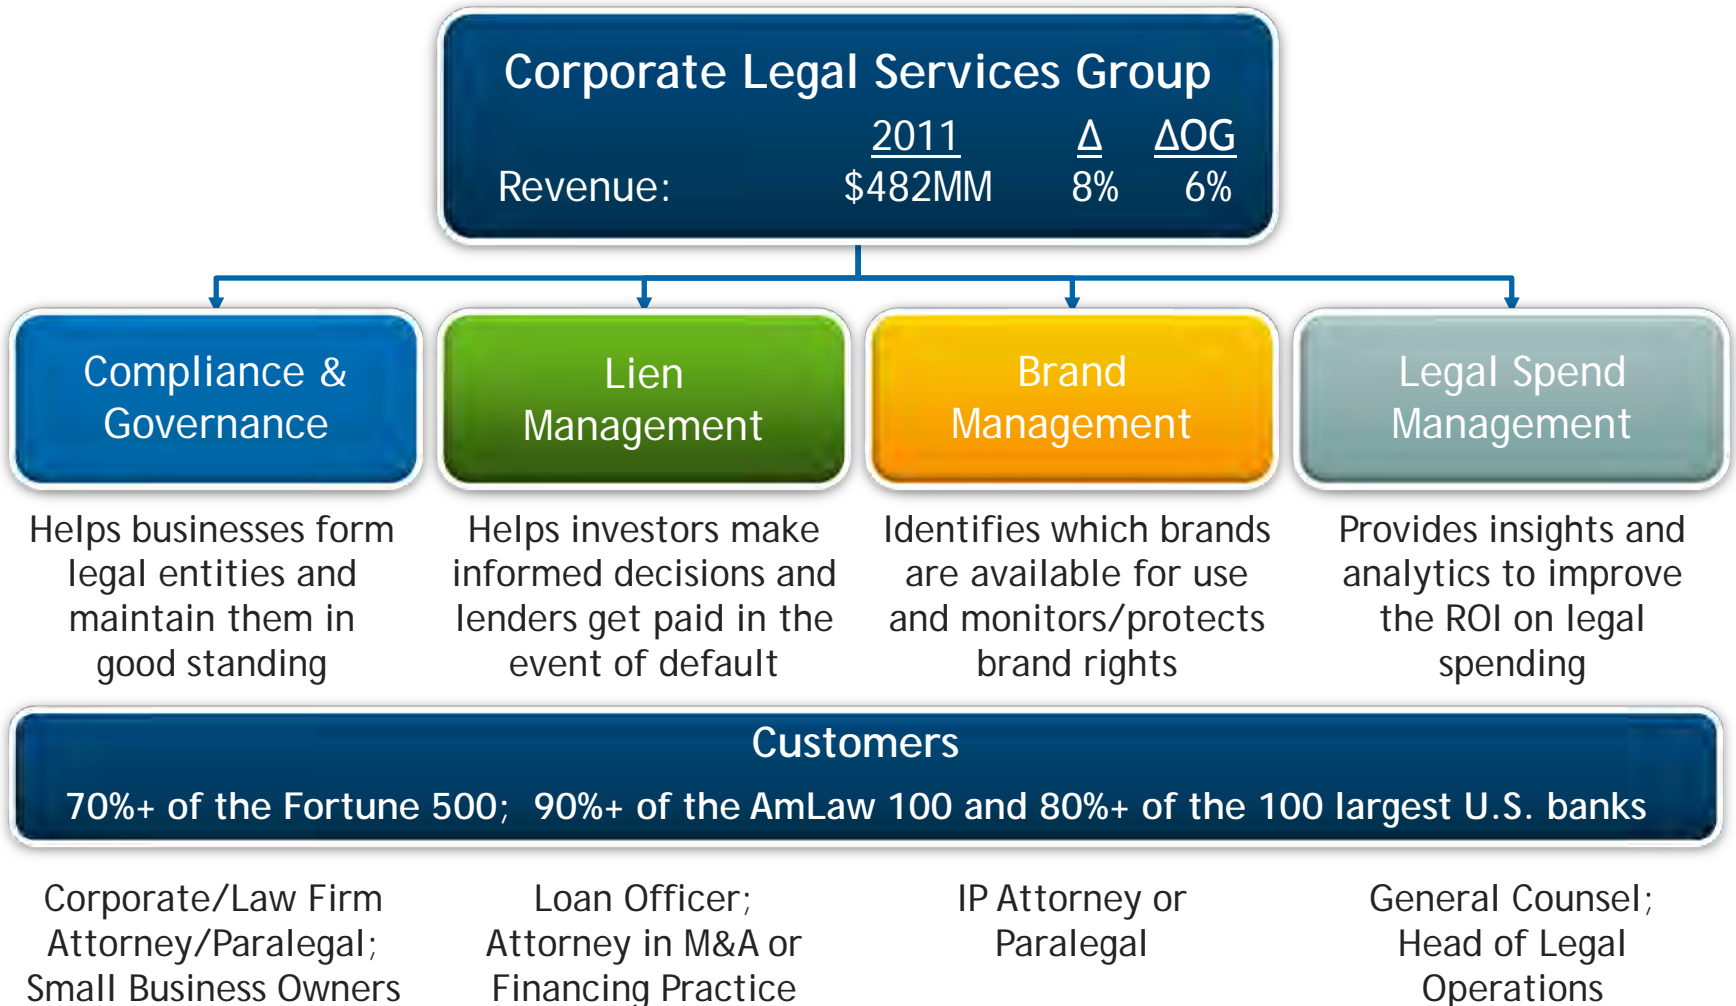 Corporate Legal Services Group
2011 Δ ΔOG
Revenue: $482MM 8% 6%
Compliance &
Governance
Lien
Management
Brand
Management
Legal Spend
Management
Helps businesses form
legal entities and
maintain them in
good standing
Helps investors make
informed decisions and
lenders get paid in the
event of default
Identifies which brands
are available for use
and monitors/protects
brand rights
Provides insights and
analytics to improve
the ROI on legal
spending
Customers
70%+ of the Fortune 500; 90%+ of the AmLaw 100 and 80%+ of the 100 largest U.S. banks
Corporate/Law Firm
Attorney/Paralegal;
Small Business Owners
Loan Officer;
Attorney in M&A or
Financing Practice
IP Attorney or
Paralegal
General Counsel;
Head of Legal
Operations